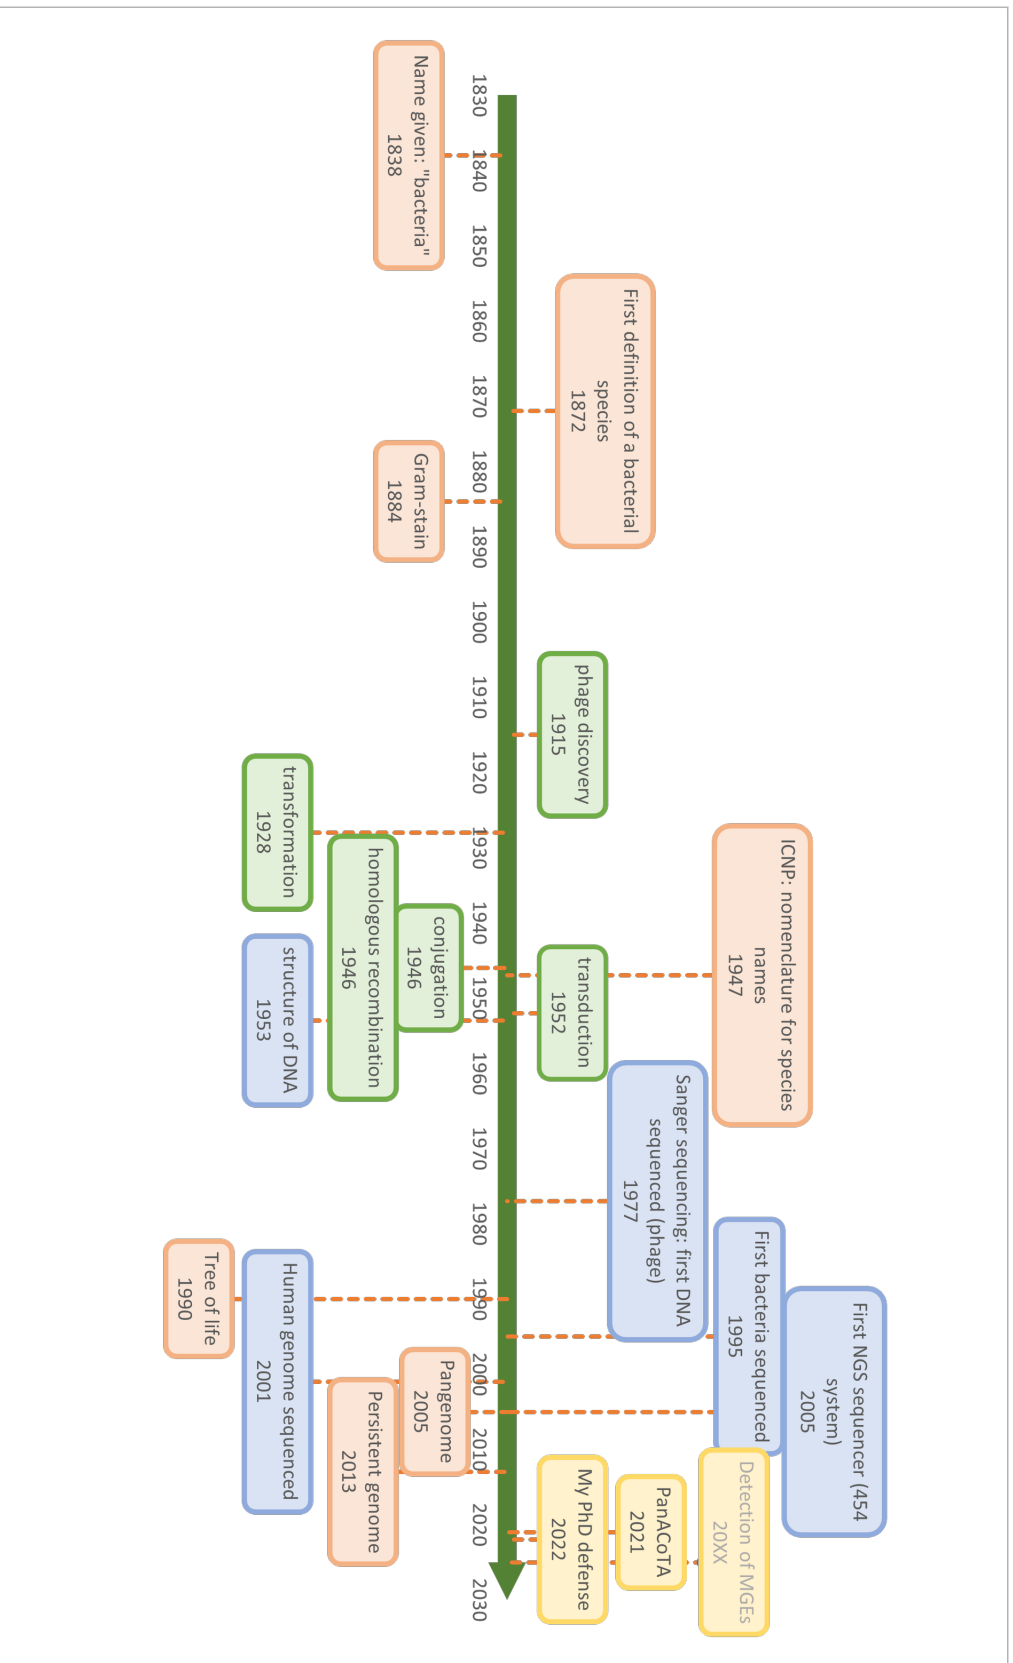 First NGS sequencer (454
system)
2005
ICNP: nomenclature for species
names
1947
First bacteria sequenced
1995
Detection of MGEs
20XX
First definition of a bacterial
species
1872
Sanger sequencing: first DNA
sequenced (phage)
1977
PanACoTA
2021
phage discovery
1915
transduction
1952
My PhD defense
2022
1830
1840
1850
1860
1870
1880
1890
1900
1910
1920
1930
1940
1950
1960
1970
1980
1990
2000
2010
2020
2030
Name given: "bacteria"
1838
Gram-stain
1884
conjugation
1946
Pangenome
2005
homologous recombination
1946
Persistent genome
2013
transformation
1928
structure of DNA
1953
Human genome sequenced
2001
Tree of life
1990